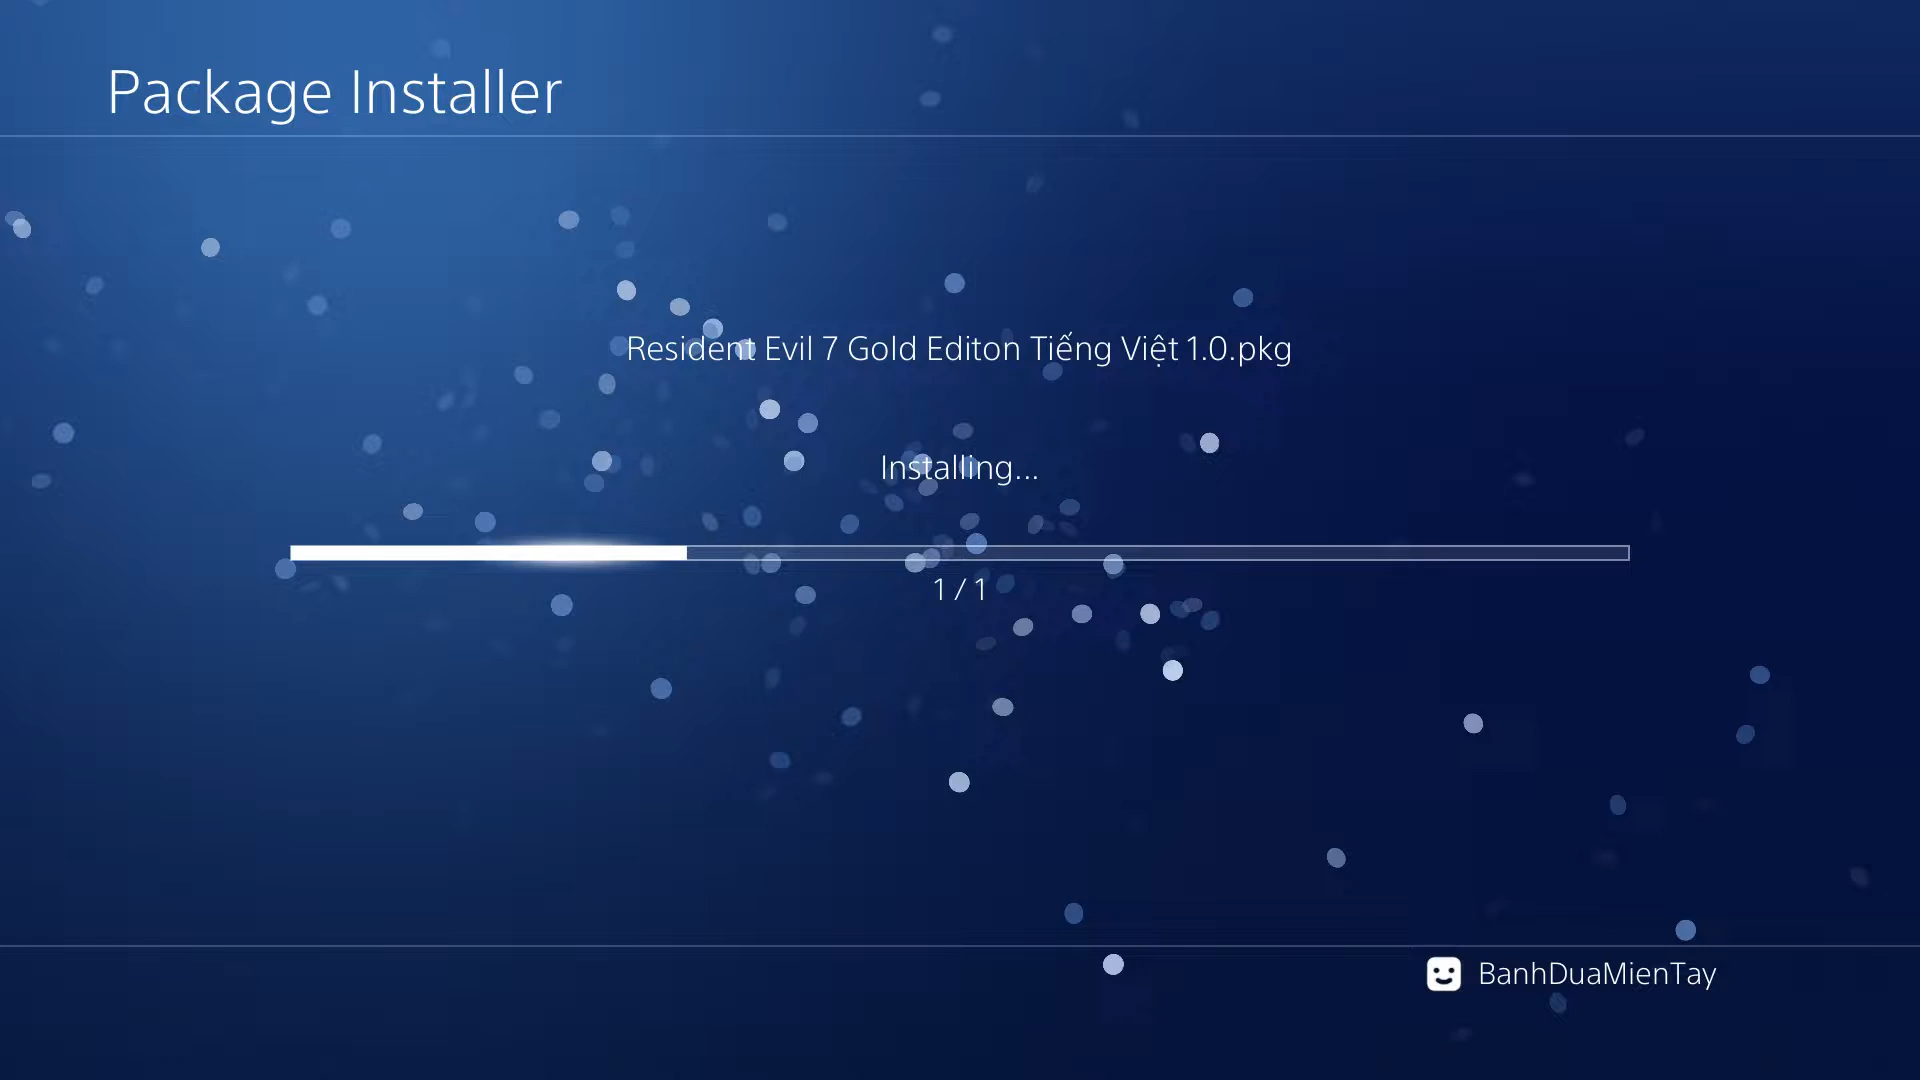 Package Installer
Resident Evil 7 Gold Editon Tiếng Việt 1.0.pkg
Installing...
1 / 1
BanhDuaMienTay